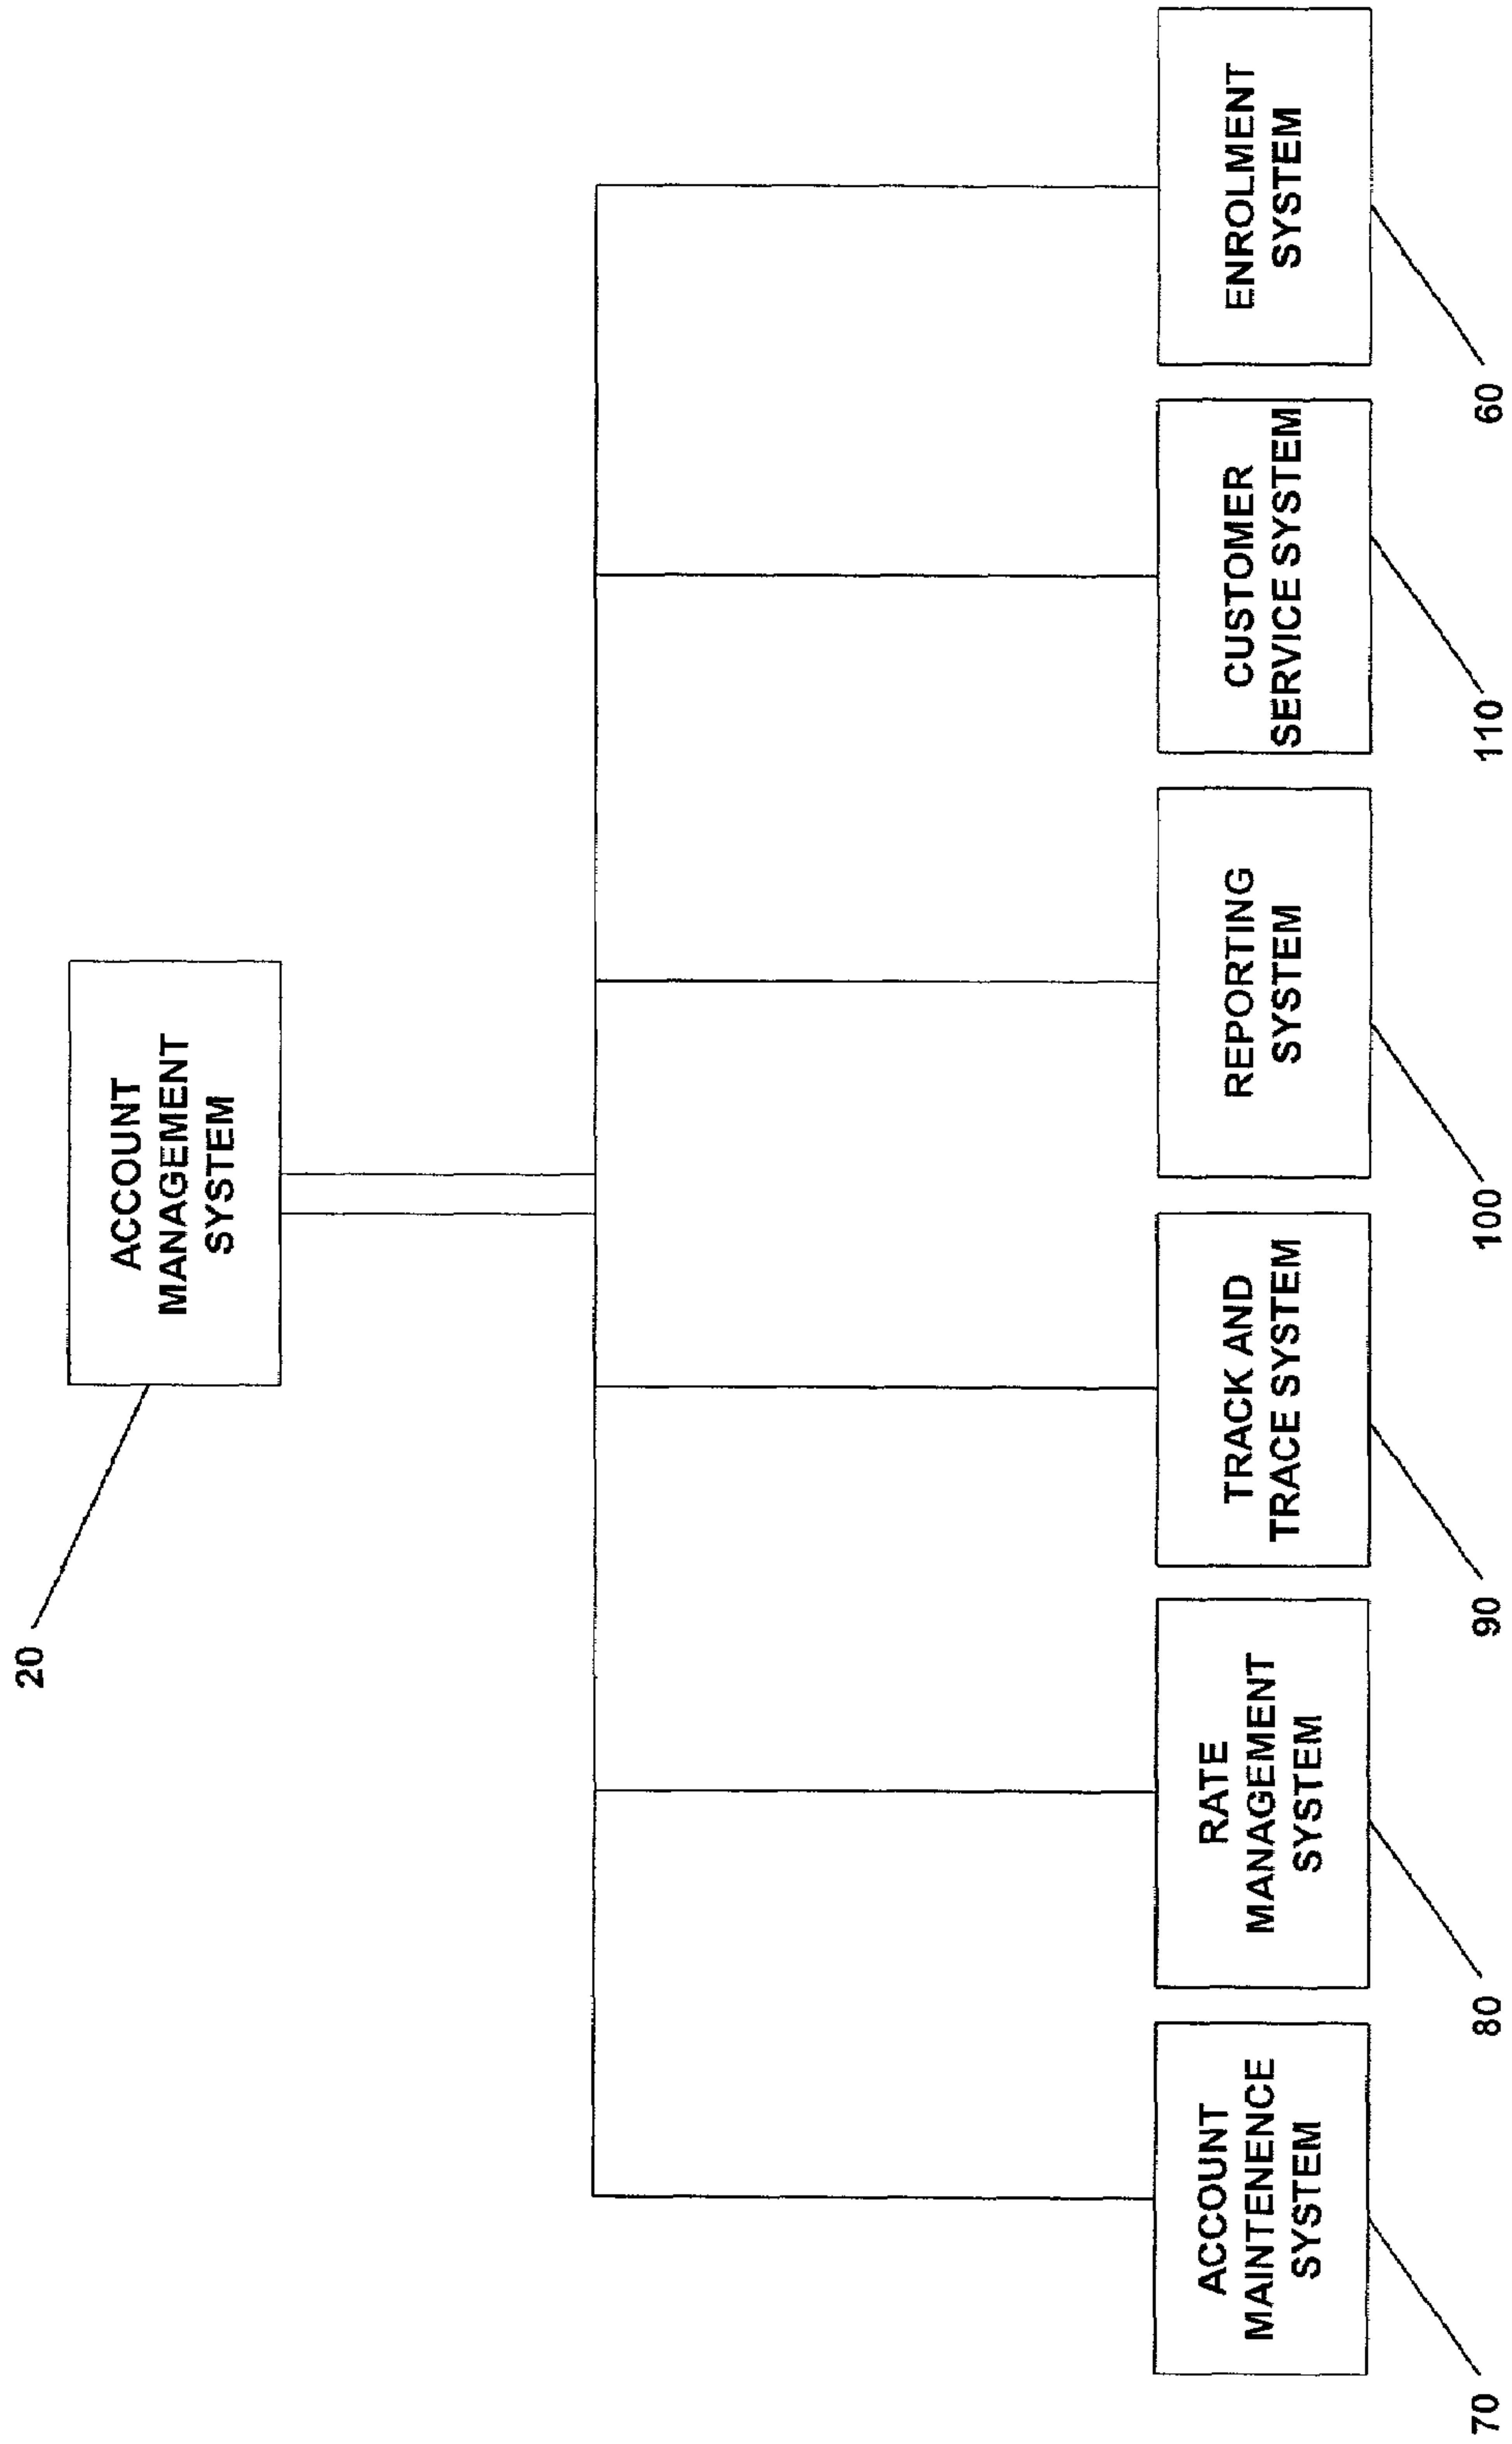 20
ACCOUNT
MANAGEMENT
SYSTEM
ACCOUNT
MAINTENENCE
SYSTEM
70
RATE
MANAGEMENT
SYSTEM
80
TRACK AND
TRACE SYSTEM
90
REPORTING
SYSTEM
100
CUSTOMER
SERVICE SYSTEM
110
ENROLMENT
SYSTEM
60